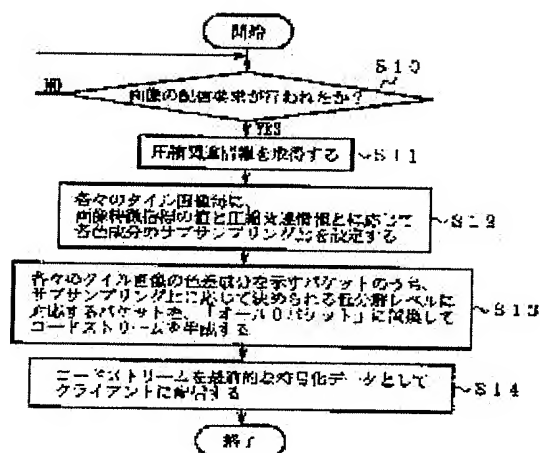 開始
S10
NO
画像の配信要求が行われたか?
YES
圧縮関連情報を取得する
~S11
各々のタイル画像毎に、
画像特徴指標の値と圧縮関連情報とに応じて
各色成分のサブサンプリング比を設定する
~S12
各々のタイル画像の色差成分を示すパケットのうち、
サブサンプリング比に応じて決められる低分解レベルに
対応するパケットを、「オール0パケット」に置換して
コードストリームを生成する
~S13
コードストリームを最終的な符号化データとして
クライアントに配信する
~S14
終了